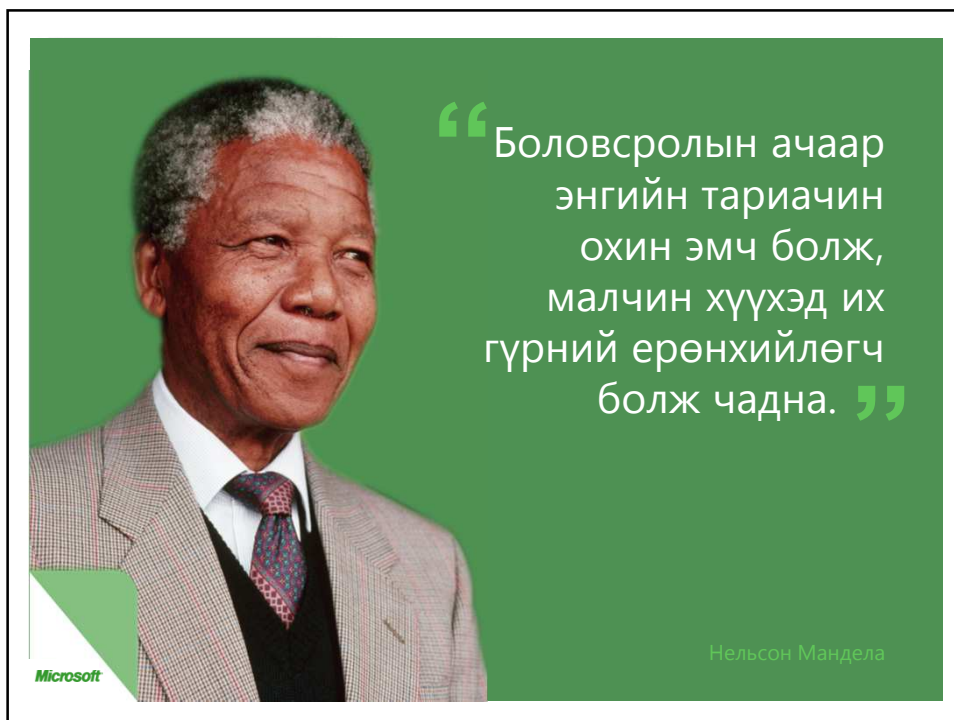 “Боловсролын ачаар
энгийн тариачин
охин эмч болж,
малчин хүүхэд их
гүрний ерөнхийлөгч
болж чадна.”
Нельсон Мандела
Microsoft